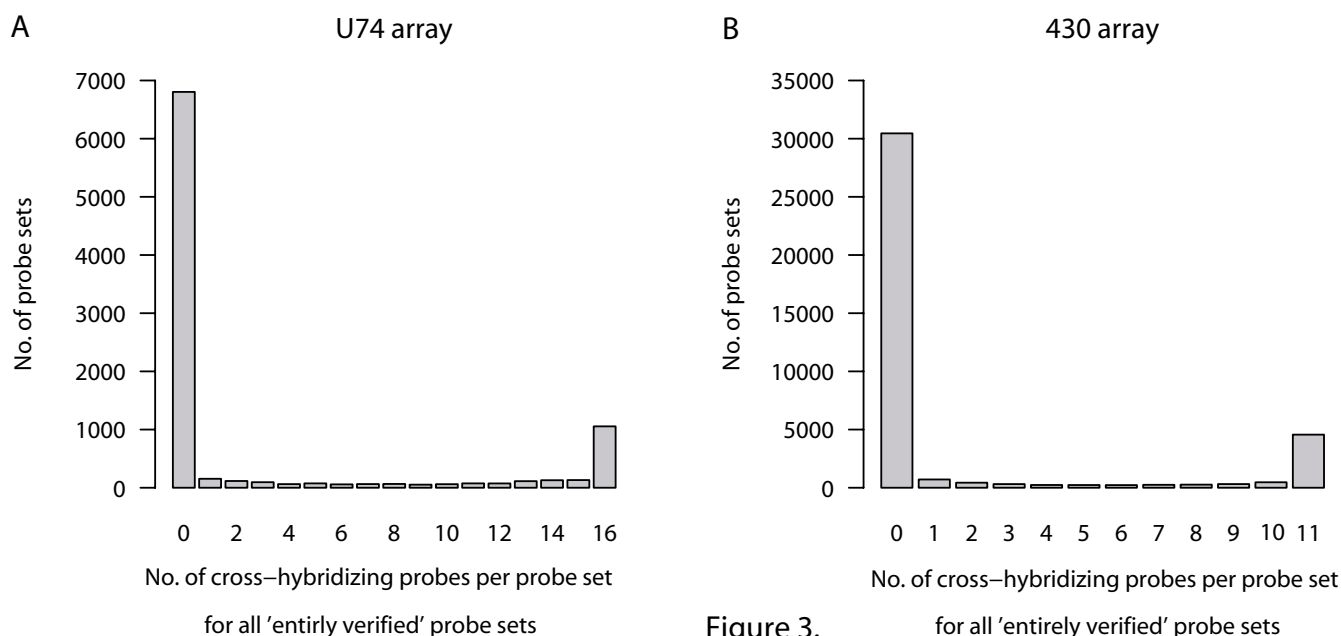 A
U74 array
No. of probe sets
7000
6000
5000
4000
3000
2000
1000
0
0 2 4 6 8 10 12 14 16
No. of cross−hybridizing probes per probe set
for all 'entirly verified' probe sets
B
430 array
No. of probe sets
35000
30000
25000
20000
15000
10000
5000
0
0 1 2 3 4 5 6 7 8 9 10 11
No. of cross−hybridizing probes per probe set
for all 'entirely verified' probe sets
Figure 3.